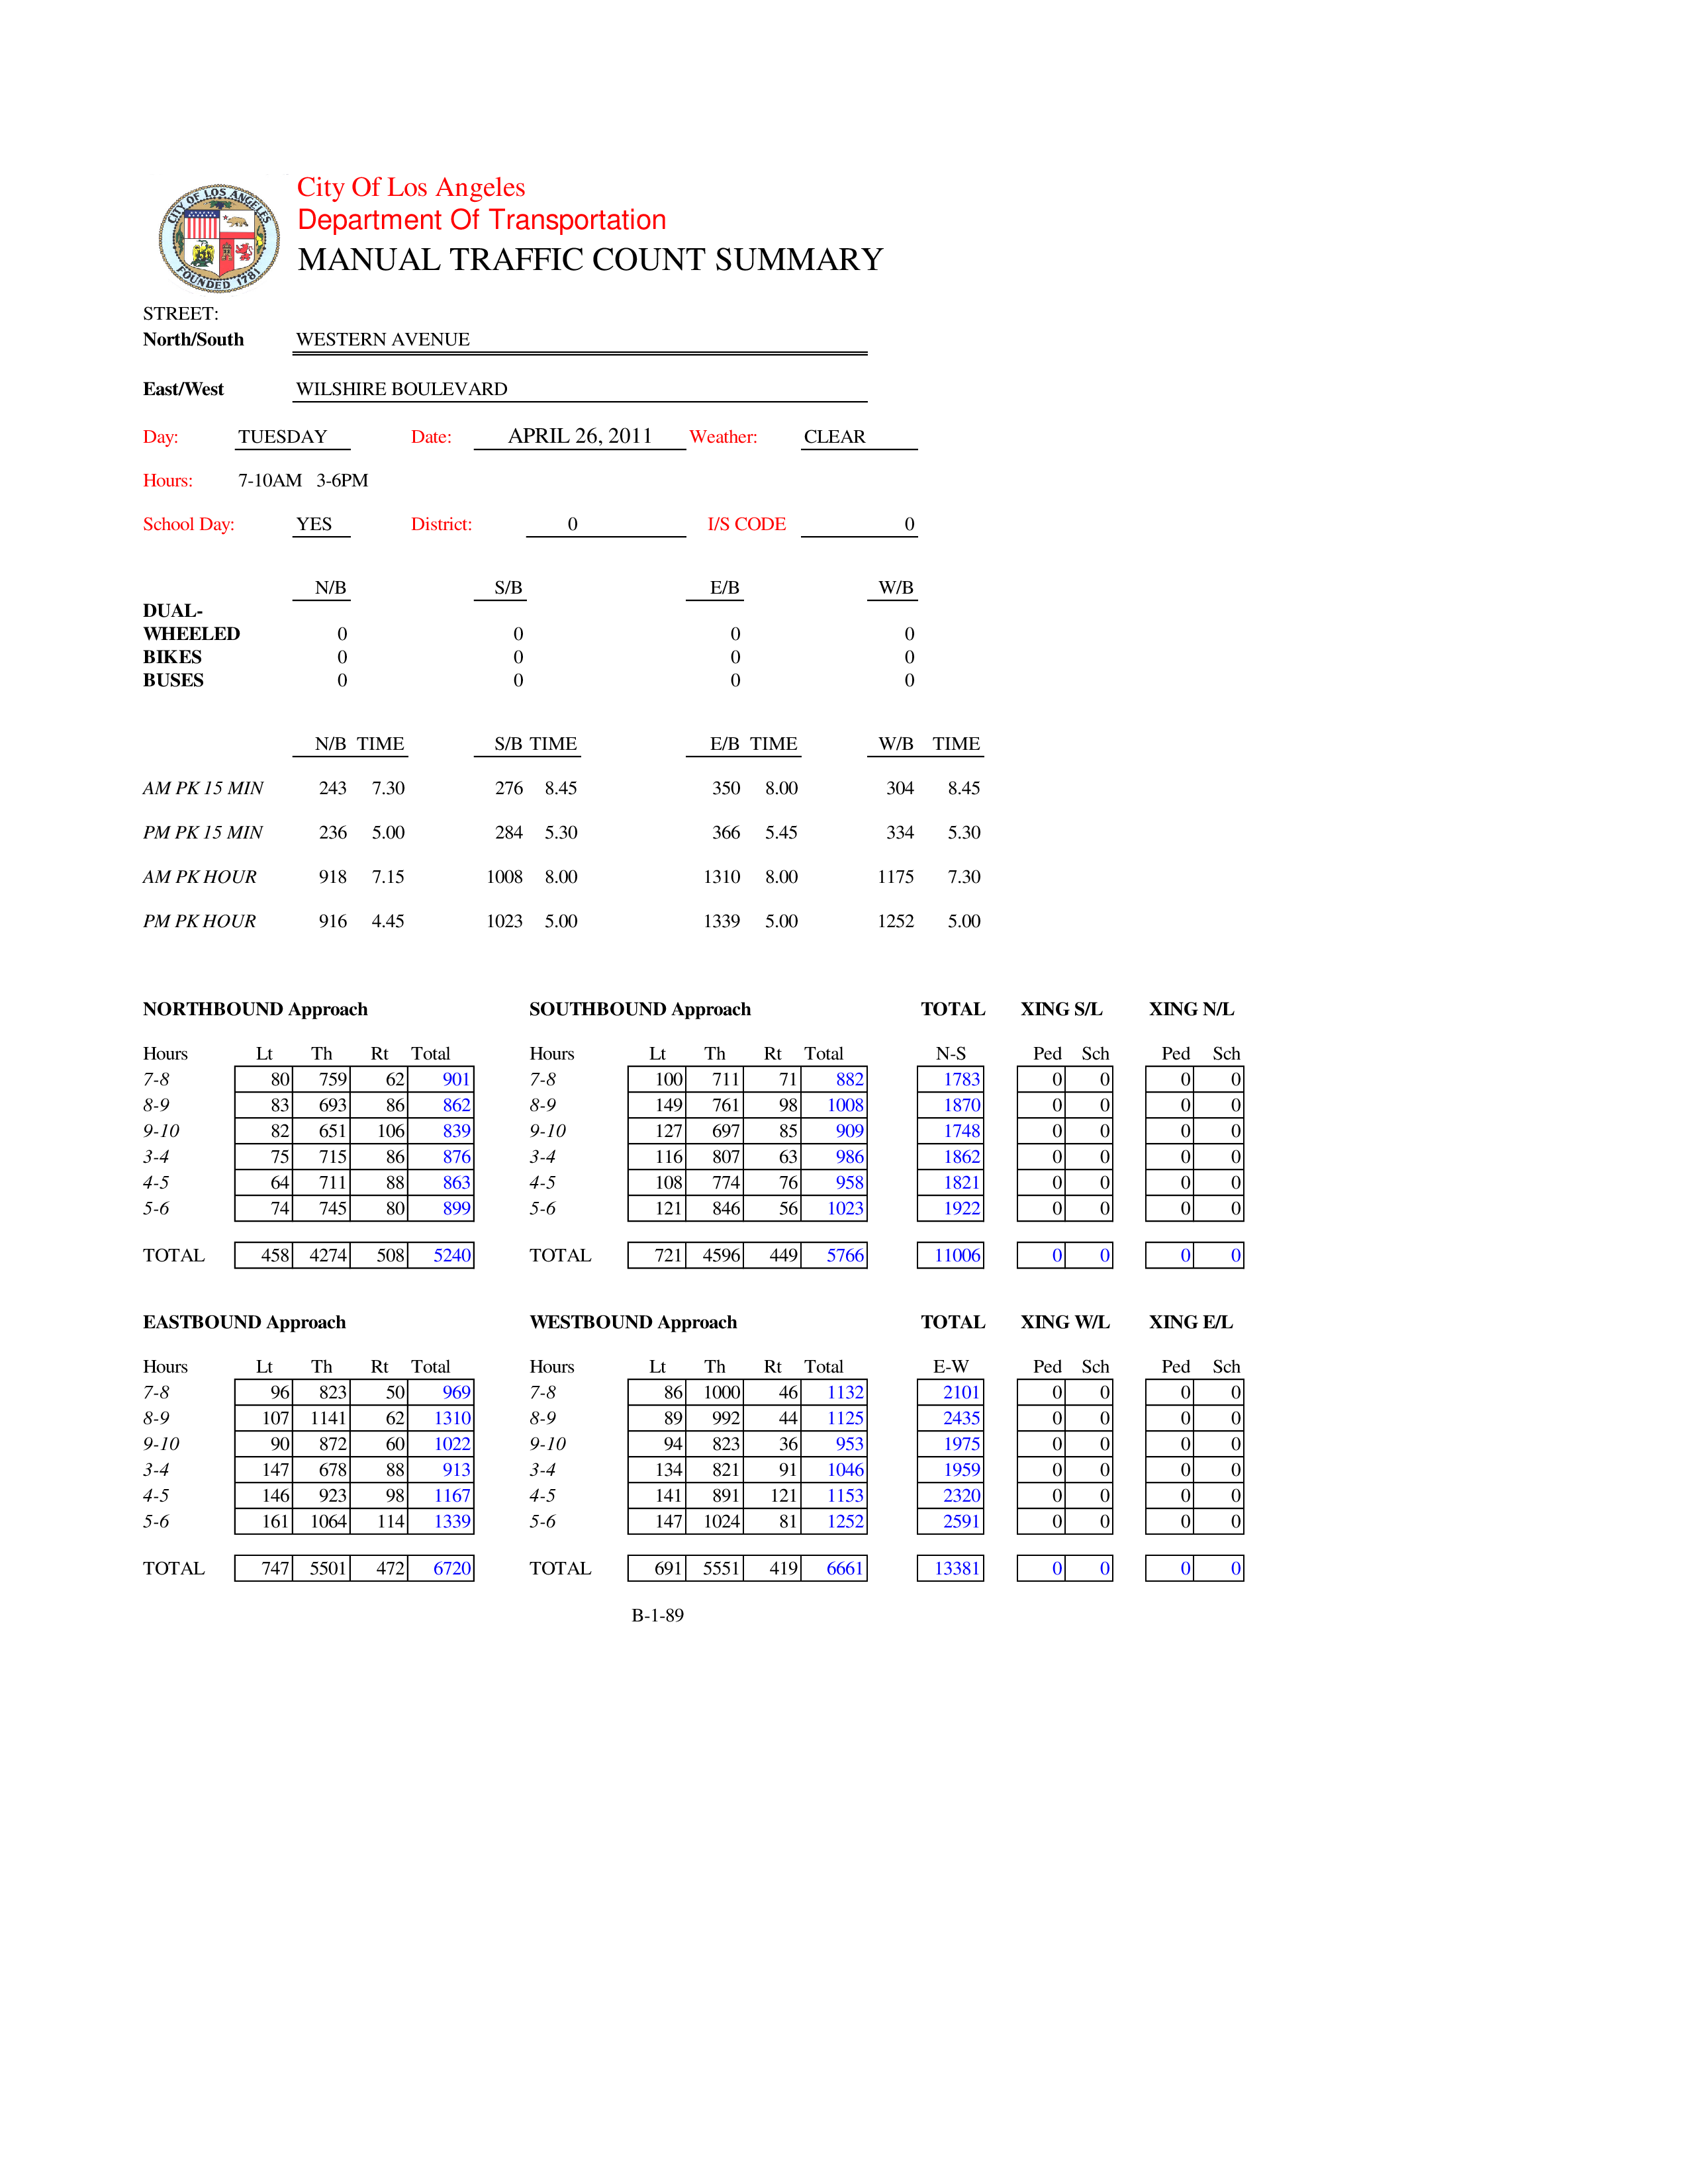 CITY OF LOS ANGELES
FOUNDED 1781
City Of Los Angeles
Department Of Transportation
MANUAL TRAFFIC COUNT SUMMARY
STREET:
North/South WESTERN AVENUE
East/West WILSHIRE BOULEVARD
Day: TUESDAY Date: APRIL 26, 2011 Weather: CLEAR
Hours: 7-10AM 3-6PM
School Day: YES District: 0 I/S CODE 0
N/B S/B E/B W/B
DUAL-
WHEELED 0 0 0 0
BIKES 0 0 0 0
BUSES 0 0 0 0
N/B TIME S/B TIME E/B TIME W/B TIME
AM PK 15 MIN 243 7.30 276 8.45 350 8.00 304 8.45
PM PK 15 MIN 236 5.00 284 5.30 366 5.45 334 5.30
AM PK HOUR 918 7.15 1008 8.00 1310 8.00 1175 7.30
PM PK HOUR 916 4.45 1023 5.00 1339 5.00 1252 5.00
NORTHBOUND Approach SOUTHBOUND Approach TOTAL XING S/L XING N/L
Hours Lt Th Rt Total Hours Lt Th Rt Total N-S Ped Sch Ped Sch
7-8 80 759 62 901 7-8 100 711 71 882 1783 0 0 0 0
8-9 83 693 86 862 8-9 149 761 98 1008 1870 0 0 0 0
9-10 82 651 106 839 9-10 127 697 85 909 1748 0 0 0 0
3-4 75 715 86 876 3-4 116 807 63 986 1862 0 0 0 0
4-5 64 711 88 863 4-5 108 774 76 958 1821 0 0 0 0
5-6 74 745 80 899 5-6 121 846 56 1023 1922 0 0 0 0
TOTAL 458 4274 508 5240 TOTAL 721 4596 449 5766 11006 0 0 0 0
EASTBOUND Approach WESTBOUND Approach TOTAL XING W/L XING E/L
Hours Lt Th Rt Total Hours Lt Th Rt Total E-W Ped Sch Ped Sch
7-8 96 823 50 969 7-8 86 1000 46 1132 2101 0 0 0 0
8-9 107 1141 62 1310 8-9 89 992 44 1125 2435 0 0 0 0
9-10 90 872 60 1022 9-10 94 823 36 953 1975 0 0 0 0
3-4 147 678 88 913 3-4 134 821 91 1046 1959 0 0 0 0
4-5 146 923 98 1167 4-5 141 891 121 1153 2320 0 0 0 0
5-6 161 1064 114 1339 5-6 147 1024 81 1252 2591 0 0 0 0
TOTAL 747 5501 472 6720 TOTAL 691 5551 419 6661 13381 0 0 0 0
B-1-89